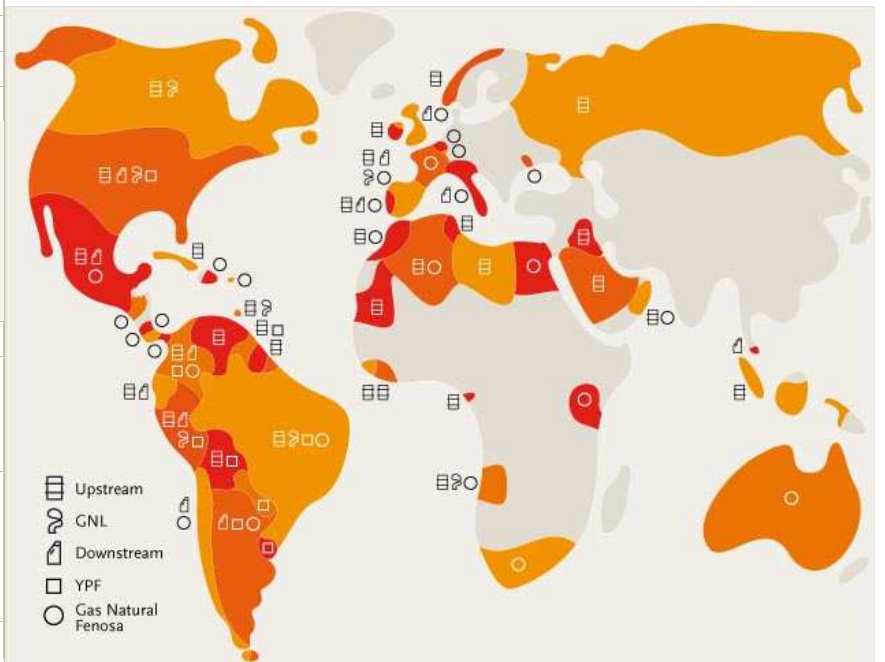 Upstream
GNL
Downstream
YPF
Gas Natural
Fenosa